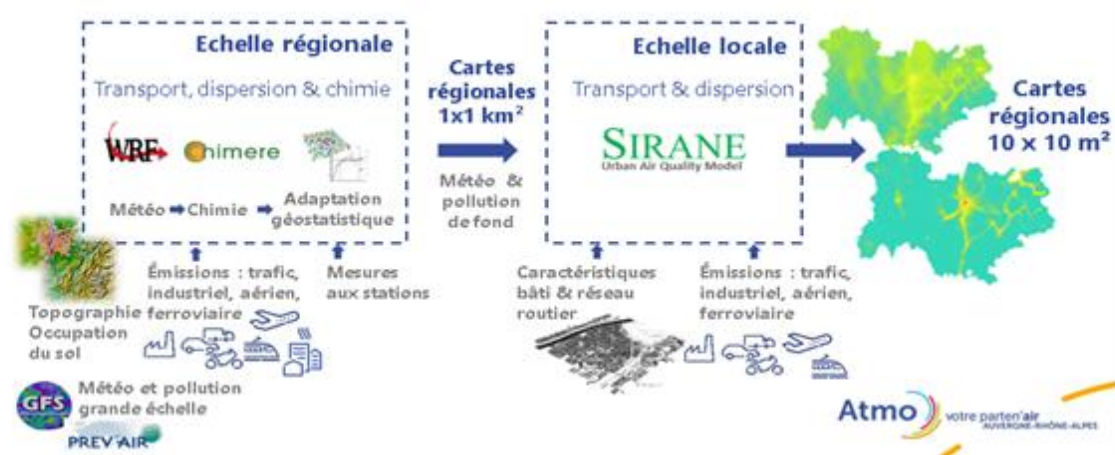 Echelle régionale
Transport, dispersion & chimie
WRF
Chimere
Météo
Chimie
Adaptation
géostatistique
Topographie
Occupation
du sol
Émissions : trafic,
industriel, aérien,
ferroviaire
Mesures
aux stations
GFS
Météo et pollution
grande échelle
PREV'AIR
Cartes
régionales
1x1 km²
Météo &
pollution
de fond
Echelle locale
Transport & dispersion
SIRANE
Urban Air Quality Model
Caractéristiques
bâti & réseau
routier
Émissions : trafic,
industriel, aérien,
ferroviaire
Cartes
régionales
10 x 10 m²
Atmo
votre parten'air
AUVERGNE-RHÔNE-ALPES